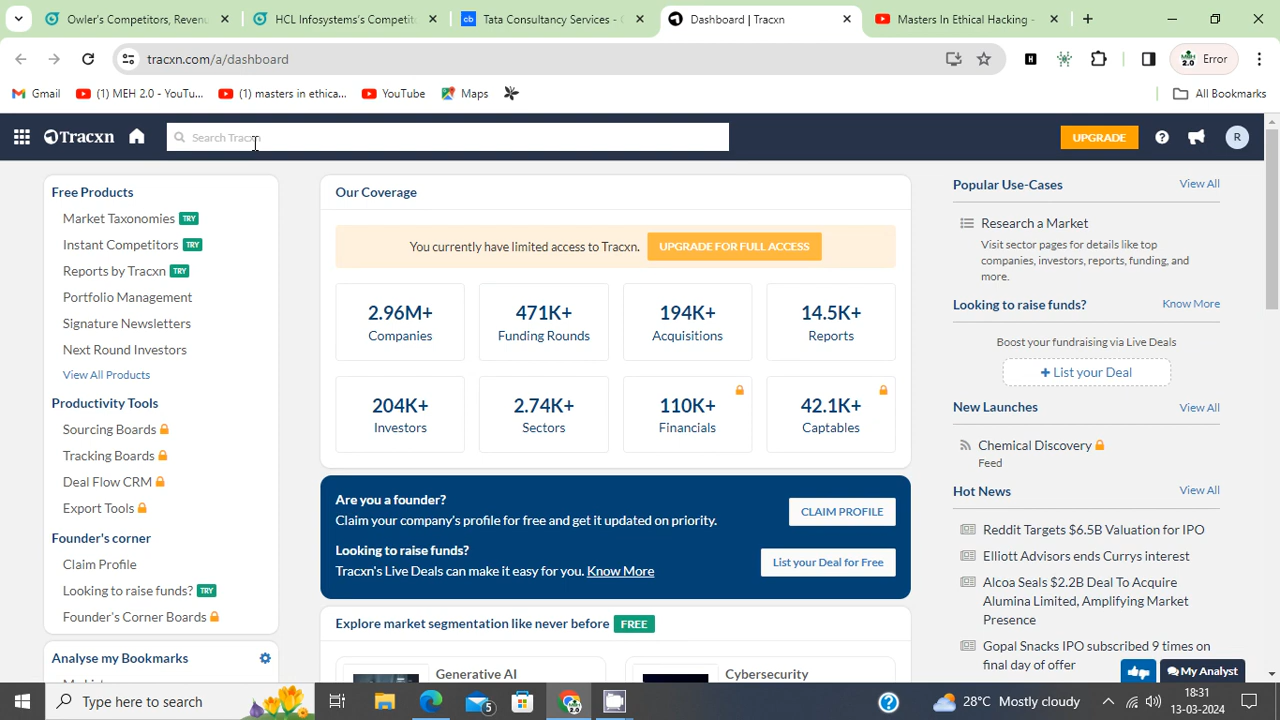 Owler's Competitors, Revenu
HCL Infosystems's Competito
Tata Consultancy Services -
Dashboard | Tracxn
Masters In Ethical Hacking -
tracxn.com/a/dashboard
Error
Gmail
(1) MEH 2.0 - YouTu...
(1) masters in ethica...
YouTube
Maps
All Bookmarks
Tracxn
Search Tracxn
UPGRADE
R
Free Products
Market Taxonomies TRY
Instant Competitors TRY
Reports by Tracxn TRY
Portfolio Management
Signature Newsletters
Next Round Investors
View All Products
Productivity Tools
Sourcing Boards
Tracking Boards
Deal Flow CRM
Export Tools
Founder's corner
Claim Profile
Looking to raise funds? TRY
Founder's Corner Boards
Analyse my Bookmarks
Our Coverage
You currently have limited access to Tracxn. UPGRADE FOR FULL ACCESS
2.96M+
Companies
471K+
Funding Rounds
194K+
Acquisitions
14.5K+
Reports
204K+
Investors
2.74K+
Sectors
110K+
Financials
42.1K+
Captables
Are you a founder?
Claim your company's profile for free and get it updated on priority.
CLAIM PROFILE
Looking to raise funds?
Tracxn's Live Deals can make it easy for you. Know More
List your Deal for Free
Explore market segmentation like never before FREE
Generative AI
Cybersecurity
Popular Use-Cases
View All
Research a Market
Visit sector pages for details like top
companies, investors, reports, funding, and
more.
Looking to raise funds?
Know More
Boost your fundraising via Live Deals
+ List your Deal
New Launches
View All
Chemical Discovery
Feed
Hot News
View All
Reddit Targets $6.5B Valuation for IPO
Elliott Advisors ends Currys interest
Alcoa Seals $2.2B Deal To Acquire
Alumina Limited, Amplifying Market
Presence
Gopal Snacks IPO subscribed 9 times on
final day of offer
My Analyst
Type here to search
5
28°C Mostly cloudy
18:31
13-03-2024